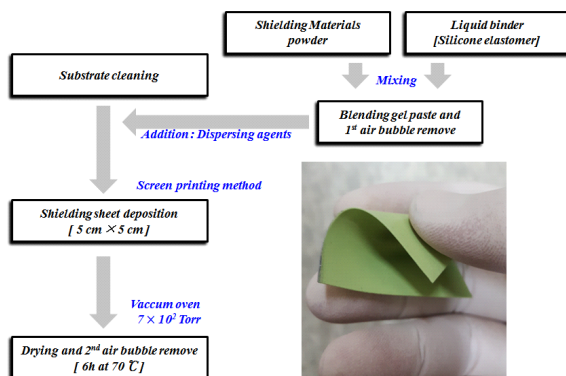 Shielding Materials
powder
Liquid binder
[Silicone elastomer]
Mixing
Substrate cleaning
Blending gel paste and
1st air bubble remove
Addition : Dispersing agents
Screen printing method
Shielding sheet deposition
[ 5 cm ×5 cm ]
Vaccum oven
7 × 10² Torr
Drying and 2nd air bubble remove
[ 6h at 70 ℃ ]